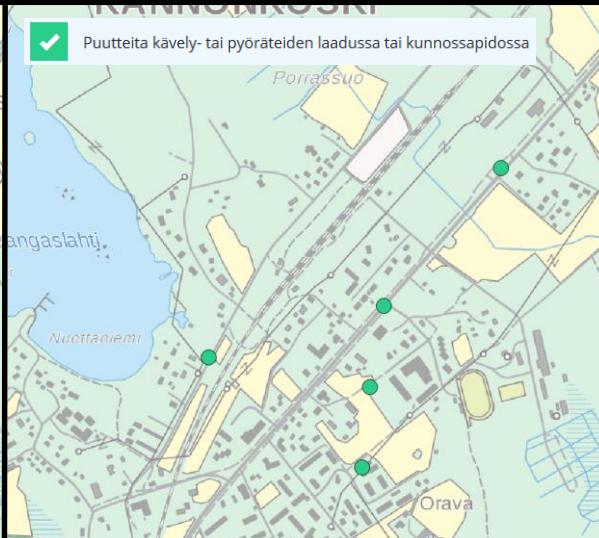 KANNONKOSKI
Puutteita kävely- tai pyöräteiden laadussa tai kunnossapidossa
Porrassuo
angaslahti
Nuottaniemi
Orava